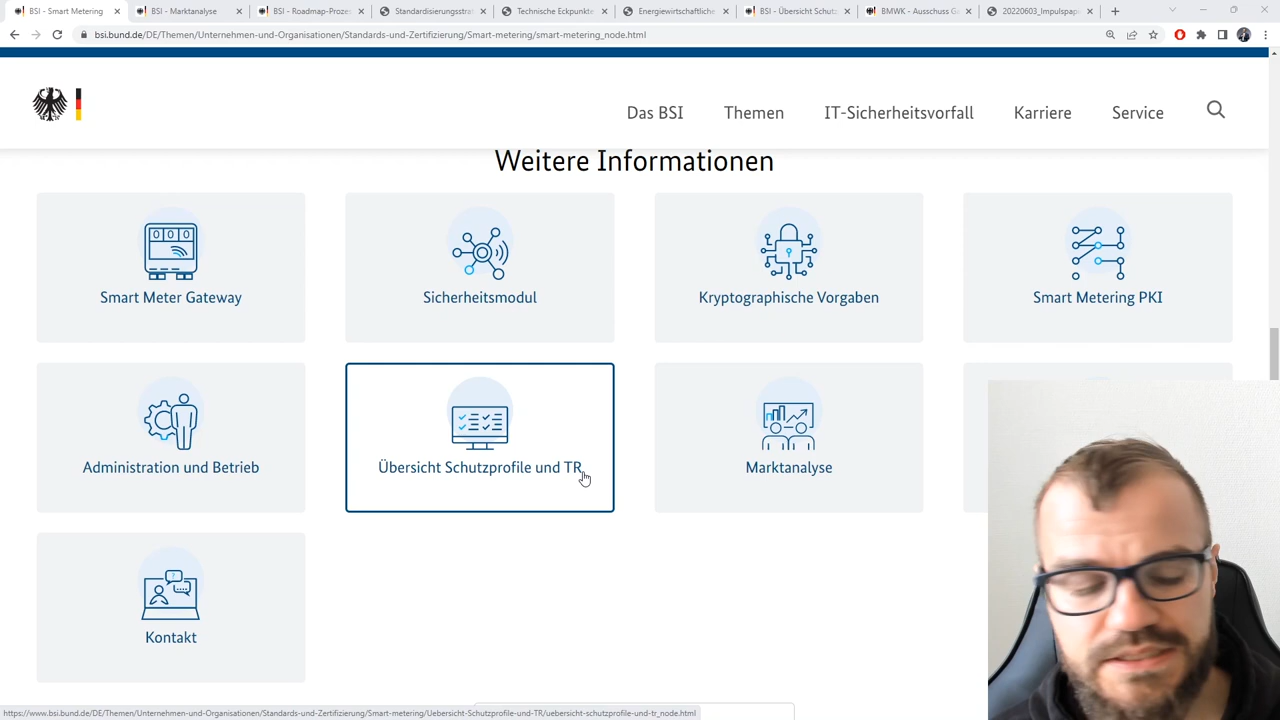 BSI - Smart Metering
BSI - Marktanalyse
BSI - Roadmap-Prozes
Standardisierungsstra
Technische Eckpunkte
Energiewirtschaftliche
BSI - Übersicht Schutz
BMWK - Ausschuss G
20220603_Impulspap
bsi.bund.de/DE/Themen/Unternehmen-und-Organisationen/Standards-und-Zertifizierung/Smart-metering/smart-metering_node.html
Das BSI
Themen
IT-Sicherheitsvorfall
Karriere
Service
Weitere Informationen
Smart Meter Gateway
Sicherheitsmodul
Kryptographische Vorgaben
Smart Metering PKI
Administration und Betrieb
Übersicht Schutzprofile und TR
Marktanalyse
Kontakt
https://www.bsi.bund.de/DE/Themen/Unternehmen-und-Organisationen/Standards-und-Zertifizierung/Smart-metering/Uebersicht-Schutzprofile-und-TR/uebersicht-schutzprofile-und-tr_node.html